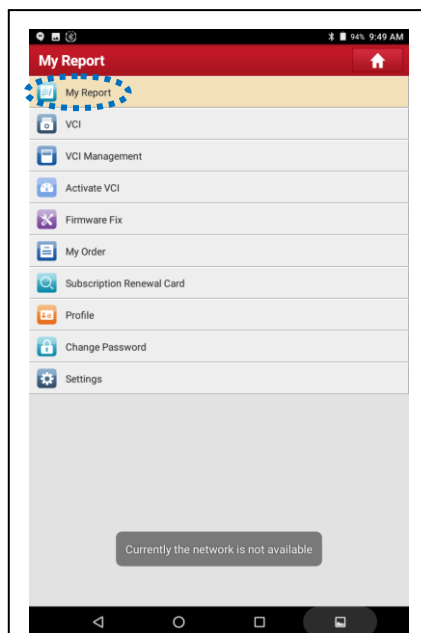 94% 9:49 AM
My Report
My Report
VCI
VCI Management
Activate VCI
Firmware Fix
My Order
Subscription Renewal Card
Profile
Change Password
Settings
Currently the network is not available